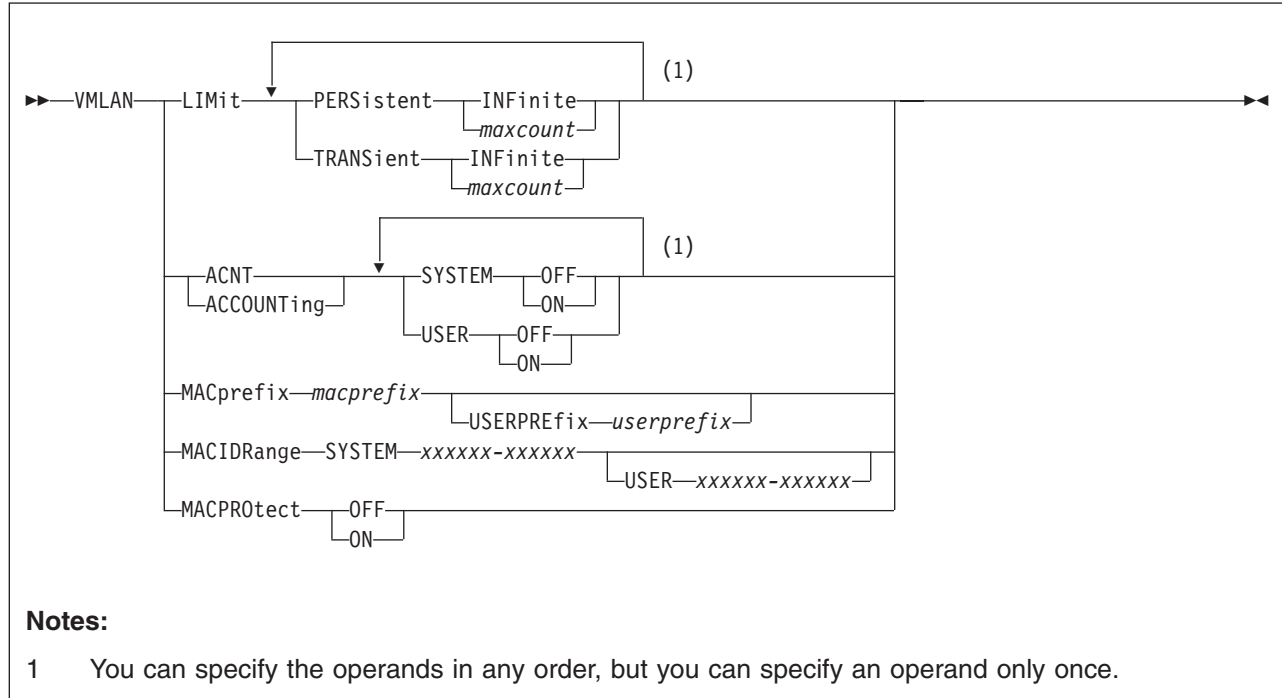 (1)
VMLAN LIMit PERSistent INFinite
maxcount
TRANSient INFinite
maxcount
(1)
ACNT SYSTEM OFF
ACCOUNTing ON
USER OFF
ON
MACprefix macprefix
USERPREfix userprefix
MACIDRange SYSTEM xxxxxx-xxxxxx
USER xxxxxx-xxxxxx
MACPROtect OFF
ON
Notes:
1 You can specify the operands in any order, but you can specify an operand only once.